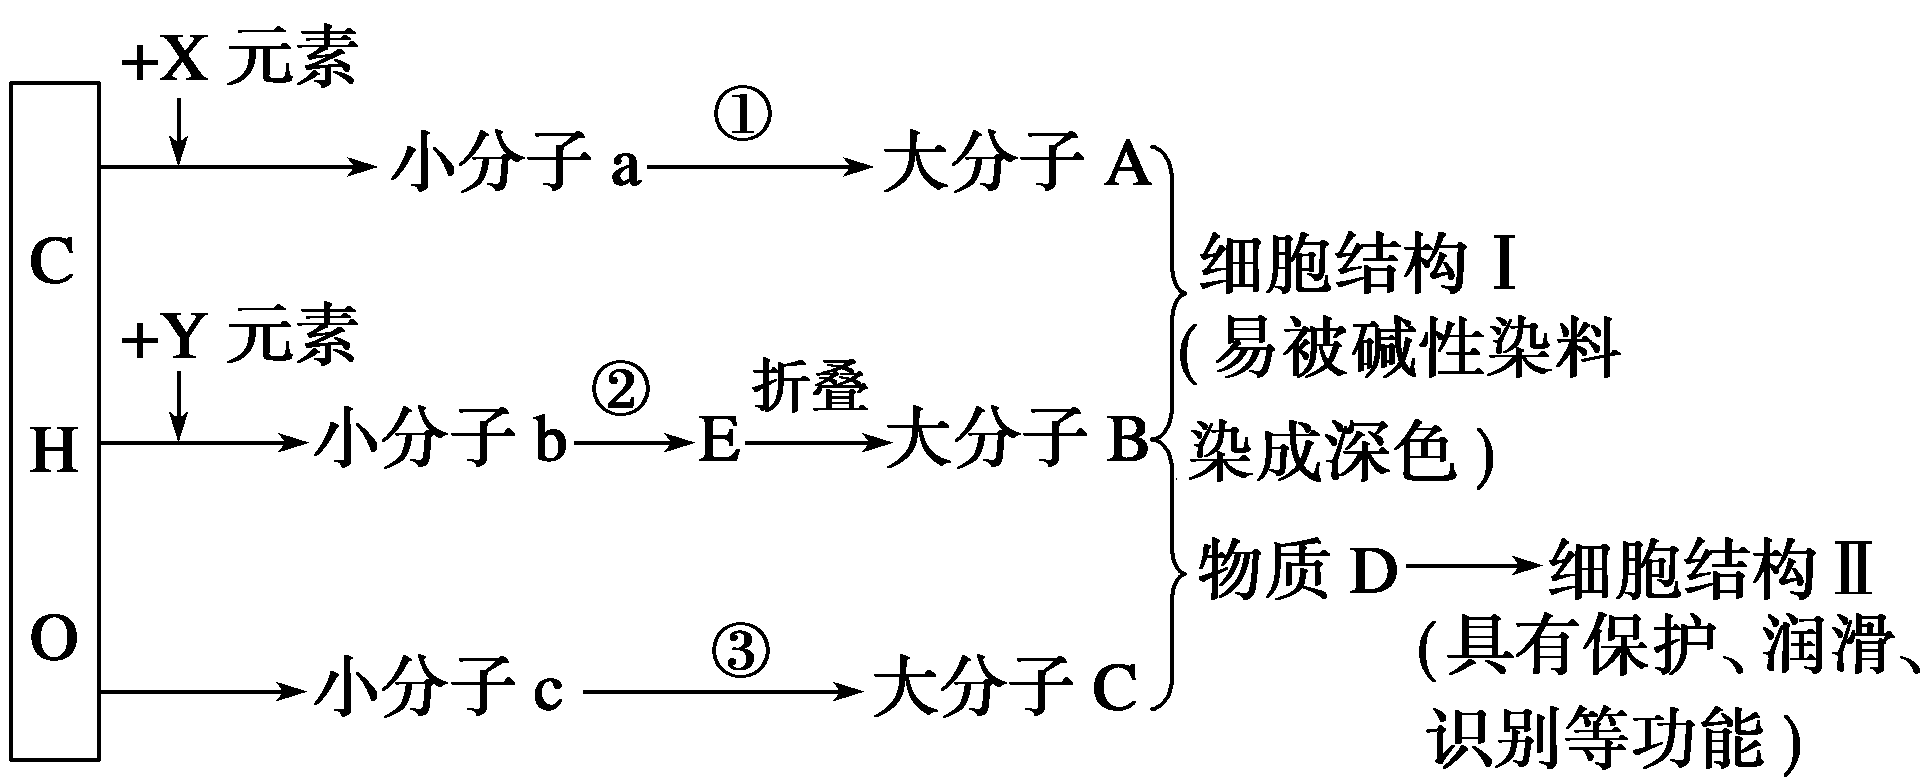 +X 元素
小分子 a
①
大分子 A
C
H
O
细胞结构Ⅰ
(易被碱性染料
染成深色)
+Y 元素
小分子 b
②
E
折叠
大分子 B
物质 D
细胞结构Ⅱ
(具有保护、润滑、
识别等功能)
小分子 c
③
大分子 C